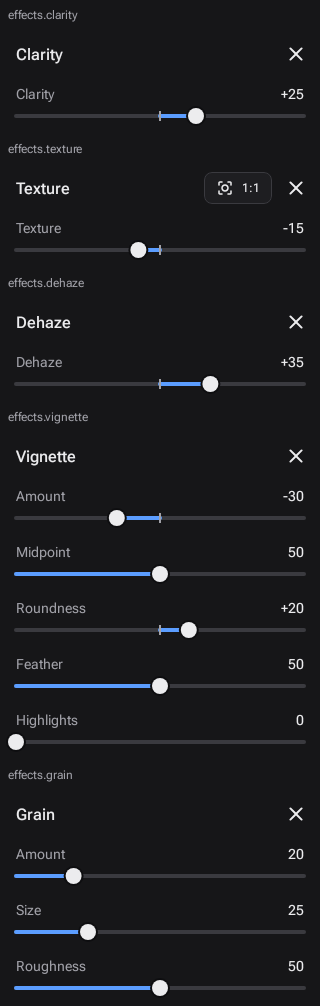 effects.clarity
Clarity
Clarity +25
effects.texture
Texture 1:1
Texture -15
effects.dehaze
Dehaze
Dehaze +35
effects.vignette
Vignette
Amount -30
Midpoint 50
Roundness +20
Feather 50
Highlights 0
effects.grain
Grain
Amount 20
Size 25
Roughness 50